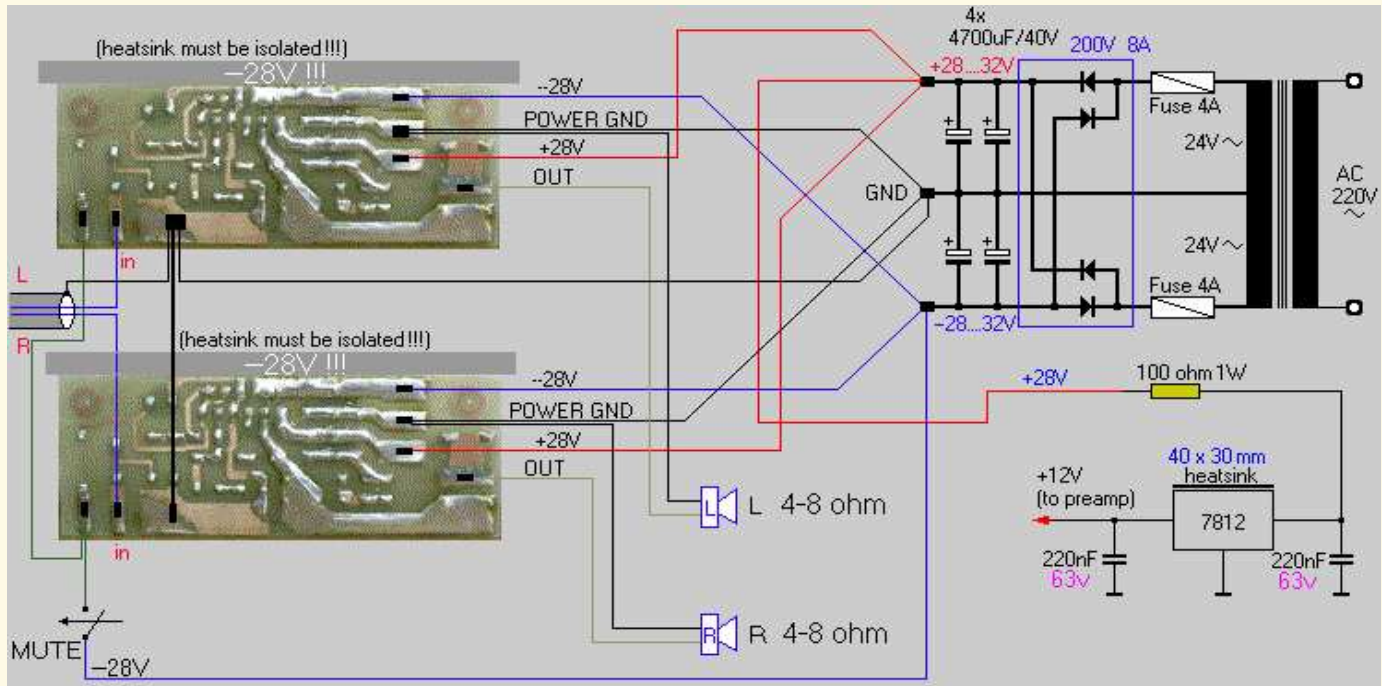 4x
4700uF/40V
200V 8A
(heatsink must be isolated!!!)
–28V !!!
+28...32V
--28V
Fuse 4A
POWER GND
+28V
24V~
OUT
GND
AC
220V
~
in
L
24V~
Fuse 4A
–28...32V
R
(heatsink must be isolated!!!)
–28V !!!
--28V
+28V
100 ohm 1W
POWER GND
+28V
OUT
40 x 30 mm
heatsink
+12V
(to preamp)
7812
L L 4-8 ohm
in
220nF
63v
220nF
63v
R R 4-8 ohm
MUTE
–28V
+
+
+
+